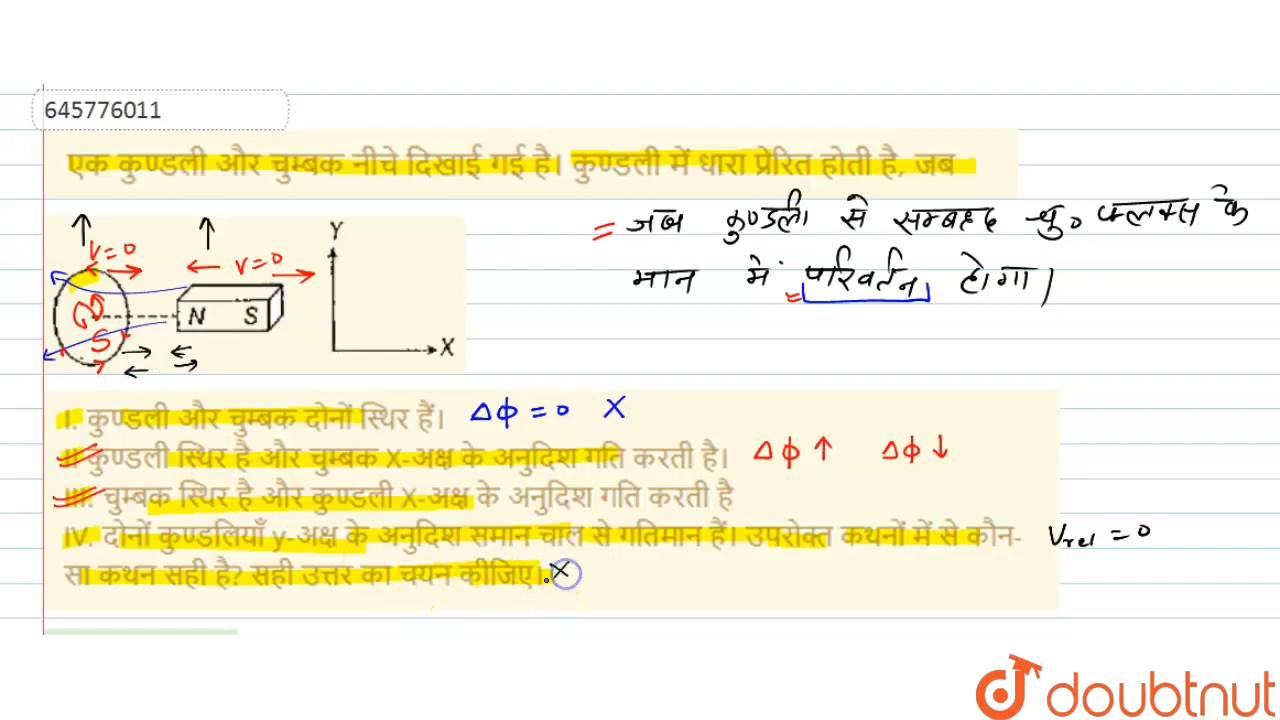 645776011
एक कुण्डली और चुम्बक नीचे दिखाई गई है। कुण्डली में धारा प्रेरित होती है, जब
= जब कुण्डली से सम्बद्ध चु० फ्लक्स के
मान में परिवर्तन होगा।
v=0
v=0
N S
S
Y
X
I. कुण्डली और चुम्बक दोनों स्थिर हैं। Δφ = 0 X
II कुण्डली स्थिर है और चुम्बक X-अक्ष के अनुदिश गति करती है। Δφ↑ Δφ↓
III. चुम्बक स्थिर है और कुण्डली X-अक्ष के अनुदिश गति करती है
IV. दोनों कुण्डलियाँ y-अक्ष के अनुदिश समान चाल से गतिमान हैं। उपरोक्त कथनों में से कौन- Vrel = 0
सा कथन सही है? सही उत्तर का चयन कीजिए। X
doubtnut